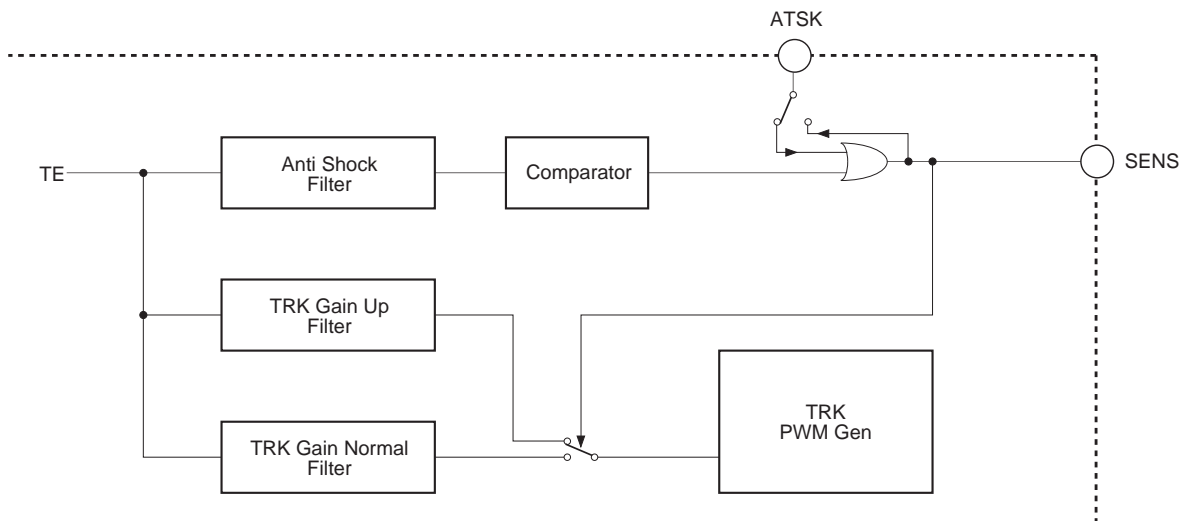 ATSK
TE
Anti Shock
Filter
Comparator
SENS
TRK Gain Up
Filter
TRK
PWM Gen
TRK Gain Normal
Filter